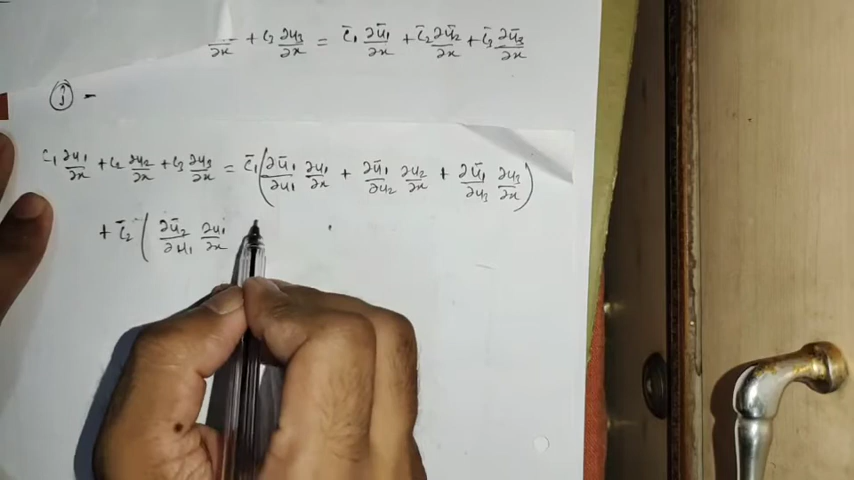 ∂x̄ + c₂ ∂u₃/∂x = c̄₁ ∂ū₁/∂x + c̄₂ ∂ū₂/∂x + c̄₃ ∂ū₃/∂x
③ -
c₁ ∂u₁/∂x + c₂ ∂u₂/∂x + c₃ ∂u₃/∂x = c̄₁ ( ∂ū₁/∂u₁ ∂u₁/∂x + ∂ū₁/∂u₂ ∂u₂/∂x + ∂ū₁/∂u₃ ∂u₃/∂x )
+ c̄₂ ( ∂ū₂/∂u₁ ∂u₁/∂x